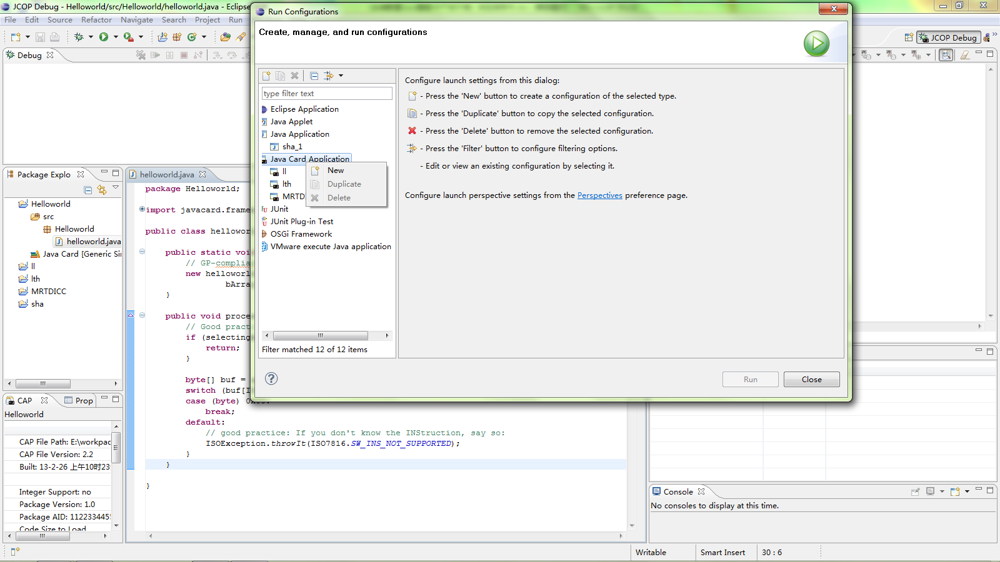 JCOP Debug - Helloworld/src/Helloworld/helloworld.java - Eclipse
File Edit Source Refactor Navigate Search Project Run
JCOP Debug
Debug
Package Explo
Helloworld
src
Helloworld
helloworld.java
Java Card [Generic Si
ll
lth
MRTDICC
sha
CAP
Prop
Helloworld
CAP File Path: E:\workpac
CAP File Version: 2.2
Built: 13-2-26 上午10时23
Integer Support: no
Package Version: 1.0
Package AID: 112233445
Code Size to Load
helloworld.java
package Helloworld;
import javacard.frame
public class hellowor
public static voi
// GP-complia
new helloworl
bArra
}
public void proce
// Good pract
if (selecting
return;
}
byte[] buf =
switch (buf[I
case (byte)
break;
default:
// good practice: If you don't know the INStruction, say so:
ISOException.throwIt(ISO7816.SW_INS_NOT_SUPPORTED);
}
}
}
Run Configurations
Create, manage, and run configurations
type filter text
Eclipse Application
Java Applet
Java Application
sha_1
Java Card Application
ll
lth
MRTD
JUnit
JUnit Plug-in Test
OSGi Framework
VMware execute Java application
New
Duplicate
Delete
Filter matched 12 of 12 items
Configure launch settings from this dialog:
- Press the 'New' button to create a configuration of the selected type.
- Press the 'Duplicate' button to copy the selected configuration.
- Press the 'Delete' button to remove the selected configuration.
- Press the 'Filter' button to configure filtering options.
- Edit or view an existing configuration by selecting it.
Configure launch perspective settings from the Perspectives preference page.
?
Run
Close
Console
No consoles to display at this time.
Writable
Smart Insert
30 : 6